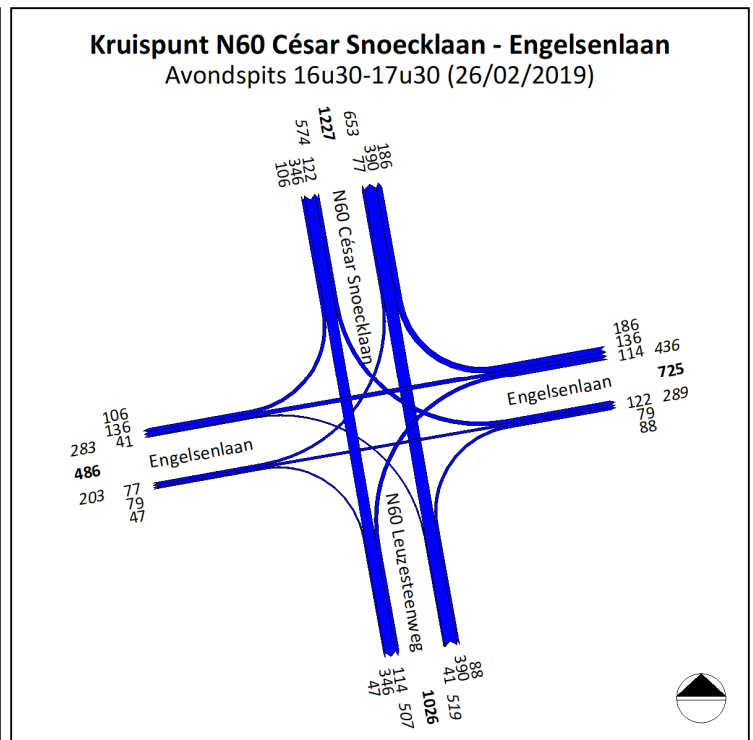 Kruispunt N60 César Snoecklaan - Engelsenlaan
Avondspits 16u30-17u30 (26/02/2019)
574 1227 653
106 346 122
77 390 186
N60 César Snoecklaan
186
136
114 436
725
Engelsenlaan
122 289
79
88
106
136
283 41
486
Engelsenlaan
203 77
79
47
N60 Leuzesteenweg
47 346 114 507
1026
41 390 88 519